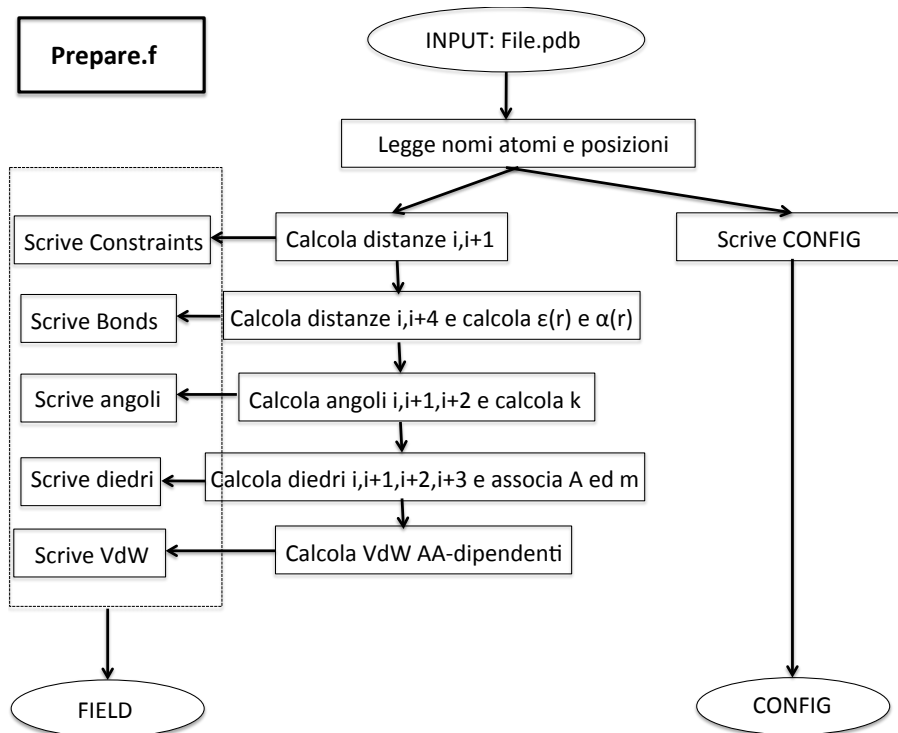 Prepare.f
INPUT: File.pdb
Legge nomi atomi e posizioni
Scrive Constraints
Calcola distanze i,i+1
Scrive CONFIG
Scrive Bonds
Calcola distanze i,i+4 e calcola ε(r) e α(r)
Scrive angoli
Calcola angoli i,i+1,i+2 e calcola k
Scrive diedri
Calcola diedri i,i+1,i+2,i+3 e associa A ed m
Scrive VdW
Calcola VdW AA-dipendenti
FIELD
CONFIG